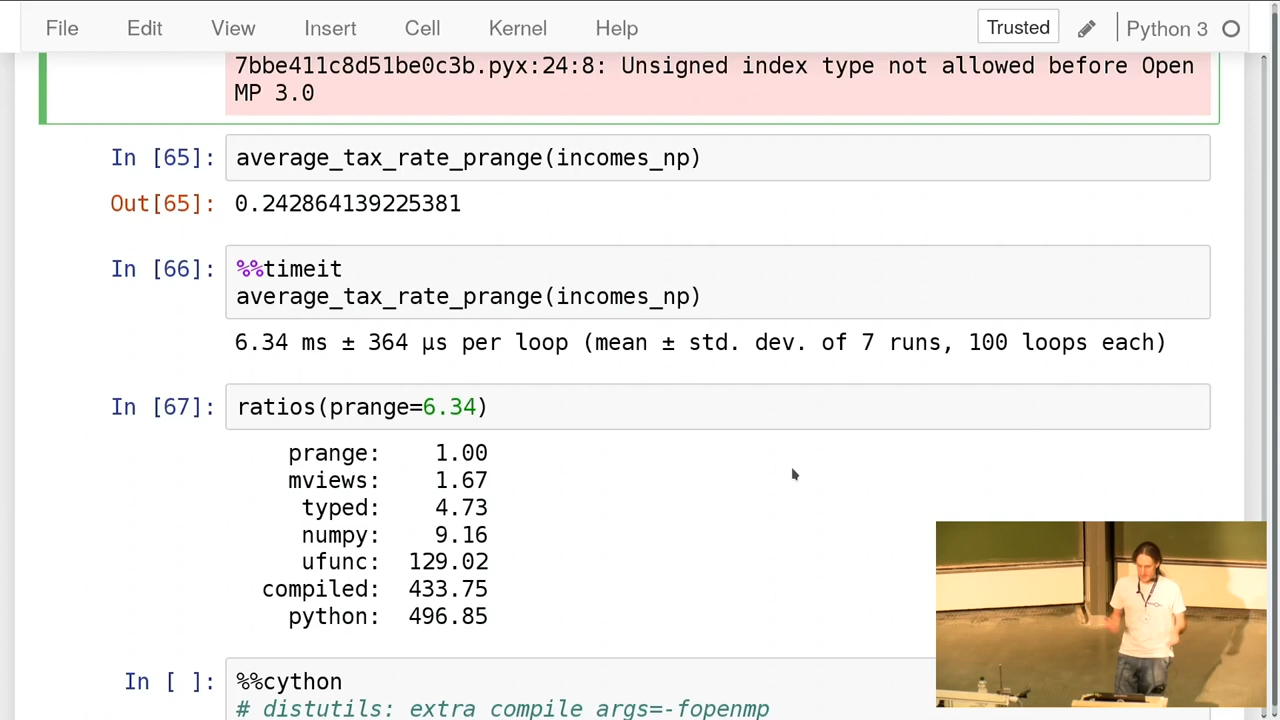 File Edit View Insert Cell Kernel Help Trusted Python 3
7bbe411c8d51be0c3b.pyx:24:8: Unsigned index type not allowed before Open
MP 3.0
In [65]: average_tax_rate_prange(incomes_np)
Out[65]: 0.242864139225381
In [66]: %%timeit
average_tax_rate_prange(incomes_np)
6.34 ms ± 364 µs per loop (mean ± std. dev. of 7 runs, 100 loops each)
In [67]: ratios(prange=6.34)
prange: 1.00
mviews: 1.67
typed: 4.73
numpy: 9.16
ufunc: 129.02
compiled: 433.75
python: 496.85
In [ ]: %%cython
# distutils: extra_compile_args=-fopenmp